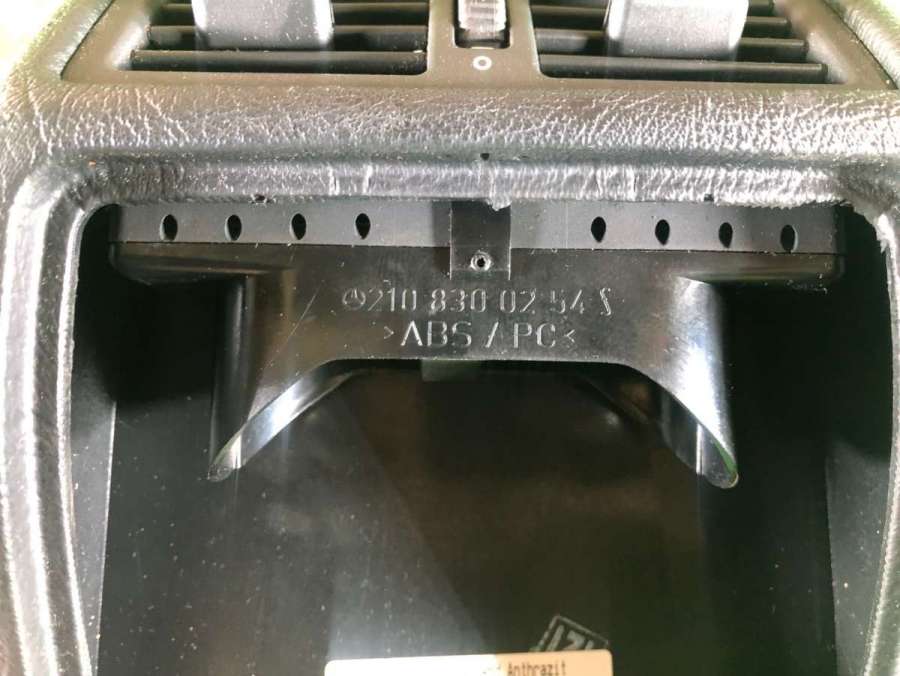 210 830 02 54
>ABS / PC<
Anthrazit